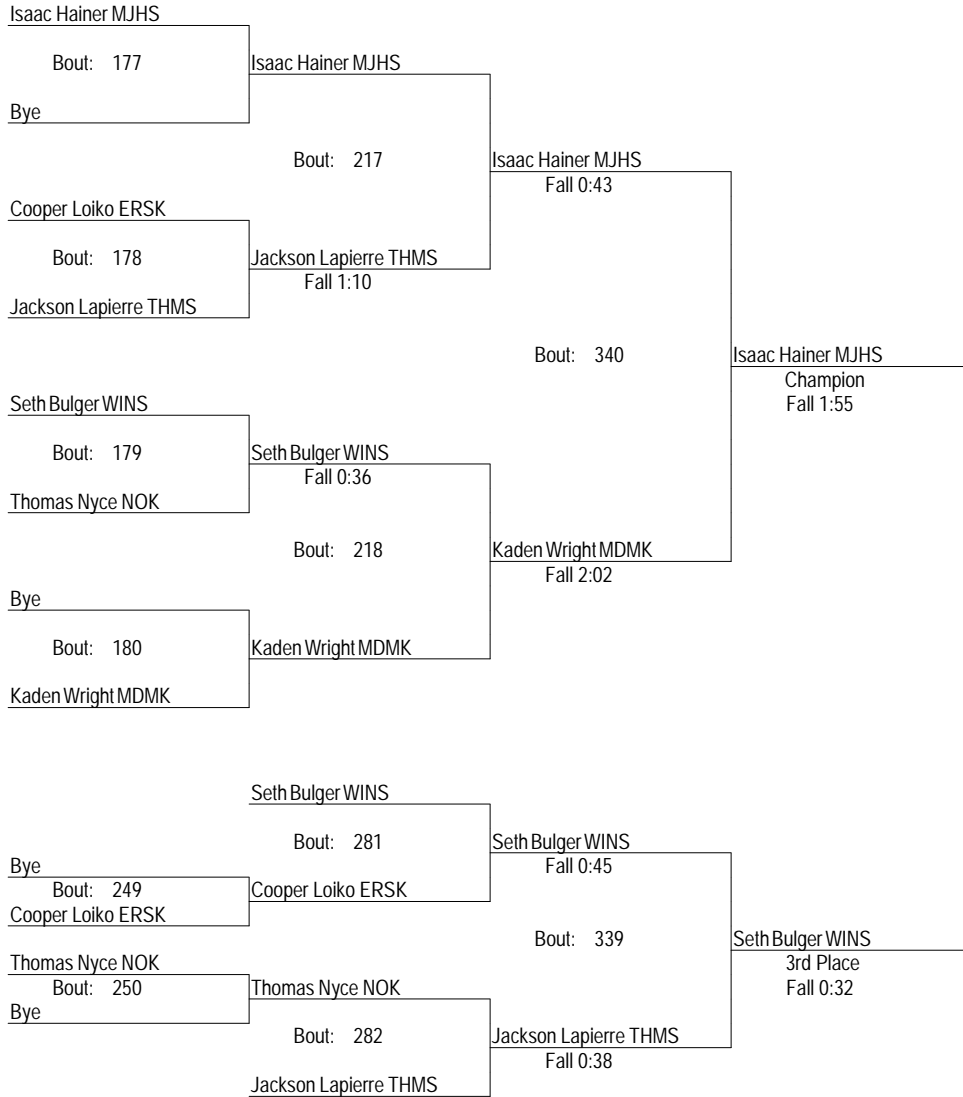 Isaac Hainer MJHS
Bout: 177
Isaac Hainer MJHS
Bye
Bout: 217
Isaac Hainer MJHS
Fall 0:43
Cooper Loiko ERSK
Bout: 178
Jackson Lapierre THMS
Fall 1:10
Jackson Lapierre THMS
Bout: 340
Isaac Hainer MJHS
Champion
Fall 1:55
Seth Bulger WINS
Bout: 179
Seth Bulger WINS
Fall 0:36
Thomas Nyce NOK
Bout: 218
Kaden Wright MDMK
Fall 2:02
Bye
Bout: 180
Kaden Wright MDMK
Kaden Wright MDMK
Seth Bulger WINS
Bout: 281
Seth Bulger WINS
Fall 0:45
Bye
Bout: 249
Cooper Loiko ERSK
Cooper Loiko ERSK
Bout: 339
Seth Bulger WINS
3rd Place
Fall 0:32
Thomas Nyce NOK
Bout: 250
Thomas Nyce NOK
Bye
Bout: 282
Jackson Lapierre THMS
Fall 0:38
Jackson Lapierre THMS